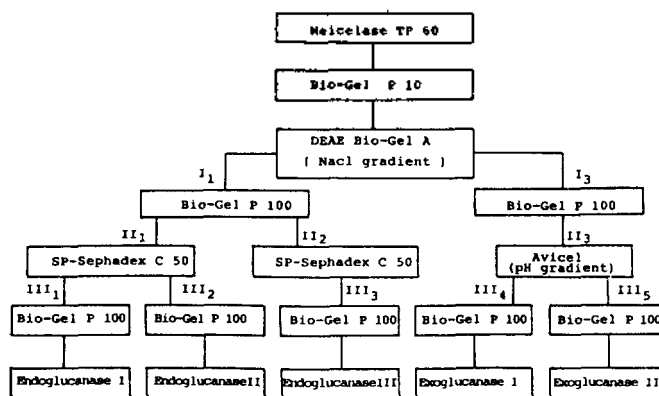 Meicelase TP 60
Bio-Gel P 10
DEAE Bio-Gel A
( Nacl gradient )
I1 I3
Bio-Gel P 100 Bio-Gel P 100
II1 II2 II3
SP-Sephadex C 50 SP-Sephadex C 50 Avicel
(pH gradient)
III1 III2 III3 III4 III5
Bio-Gel P 100 Bio-Gel P 100 Bio-Gel P 100 Bio-Gel P 100 Bio-Gel P 100
Endoglucanase I EndoglucanaseII EndoglucanaseIII Exoglucanase I Exoglucanase II